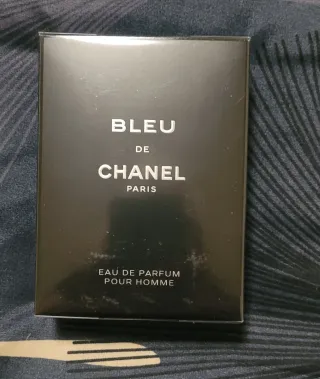 BLEU
DE
CHANEL
PARIS
EAU DE PARFUM
POUR HOMME